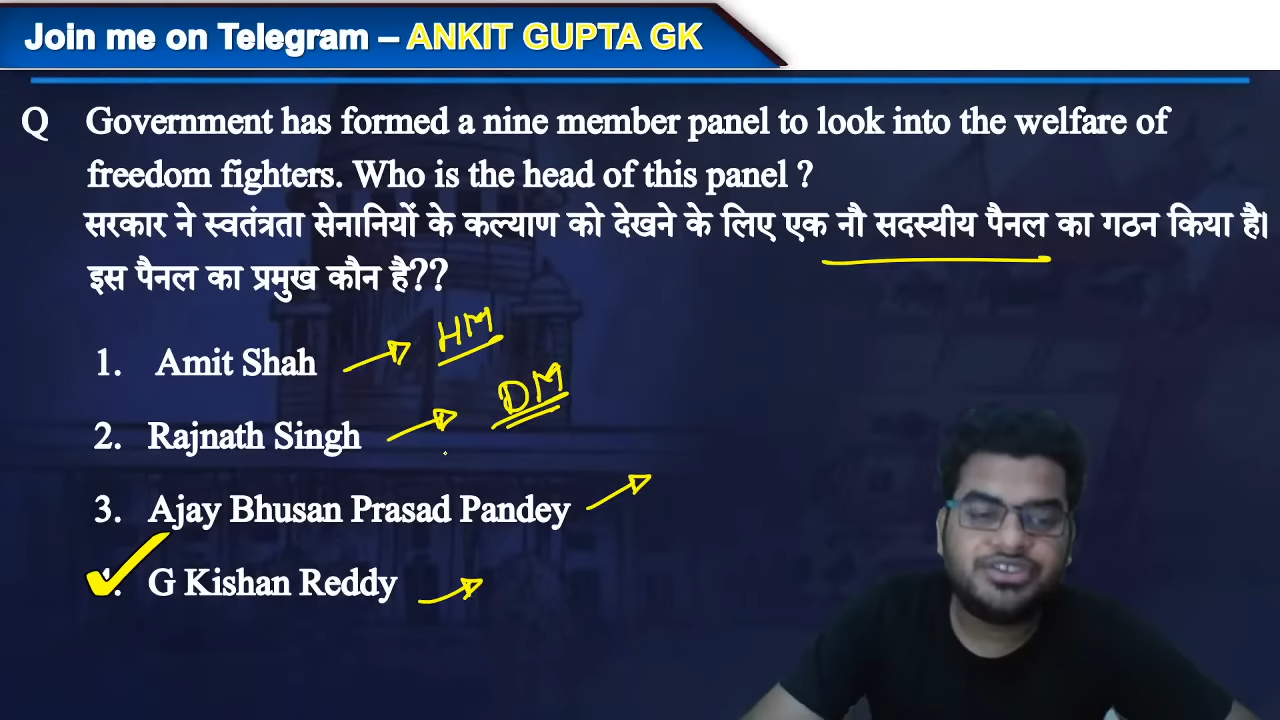 Join me on Telegram – ANKIT GUPTA GK
Q Government has formed a nine member panel to look into the welfare of
freedom fighters. Who is the head of this panel ?
सरकार ने स्वतंत्रता सेनानियों के कल्याण को देखने के लिए एक नौ सदस्यीय पैनल का गठन किया है।
इस पैनल का प्रमुख कौन है??
HM
1. Amit Shah
DM
2. Rajnath Singh
3. Ajay Bhusan Prasad Pandey
G Kishan Reddy